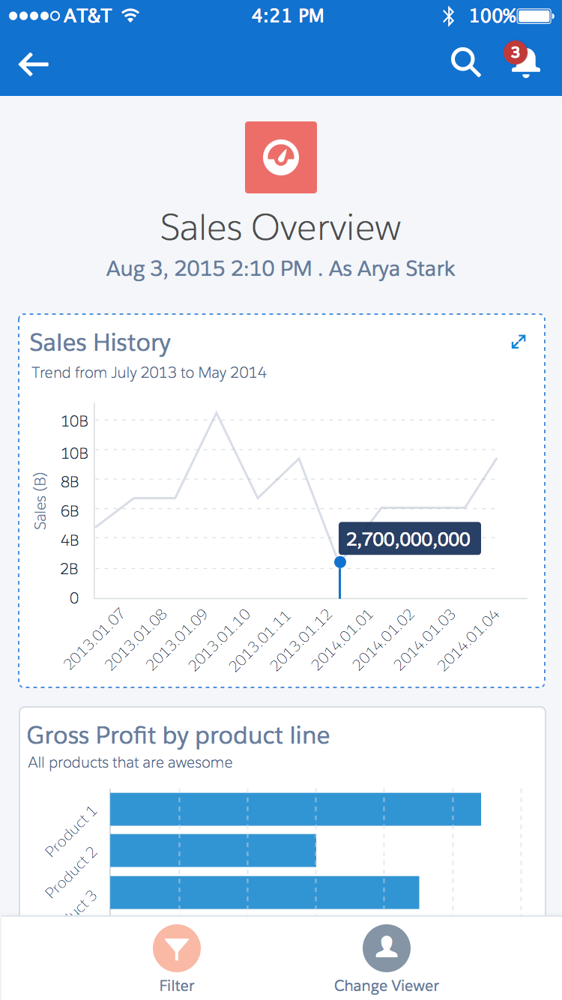 AT&T 4:21 PM 100%
3
Sales Overview
Aug 3, 2015 2:10 PM . As Arya Stark
Sales History
Trend from July 2013 to May 2014
Sales (B)
10B
10B
8B
6B
4B
2B
0
2,700,000,000
2013.01.07
2013.01.08
2013.01.09
2013.01.10
2013.01.11
2013.01.12
2014.01.01
2014.01.02
2014.01.03
2014.01.04
Gross Profit by product line
All products that are awesome
Product 1
Product 2
uct 3
Filter
Change Viewer